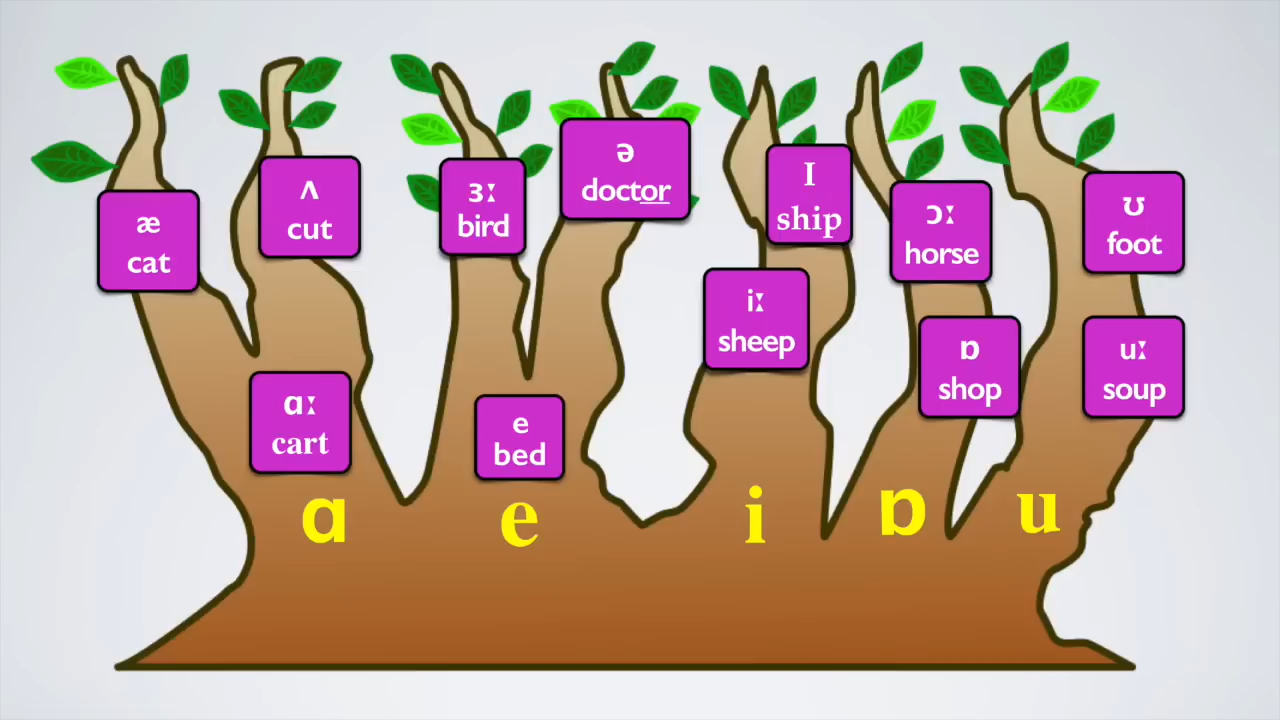 æ
cat
ʌ
cut
ɑː
cart
ɑ
ɜː
bird
ə
doctor
e
bed
e
I
ship
iː
sheep
i
ɔː
horse
ɒ
shop
ɒ
ʊ
foot
uː
soup
u